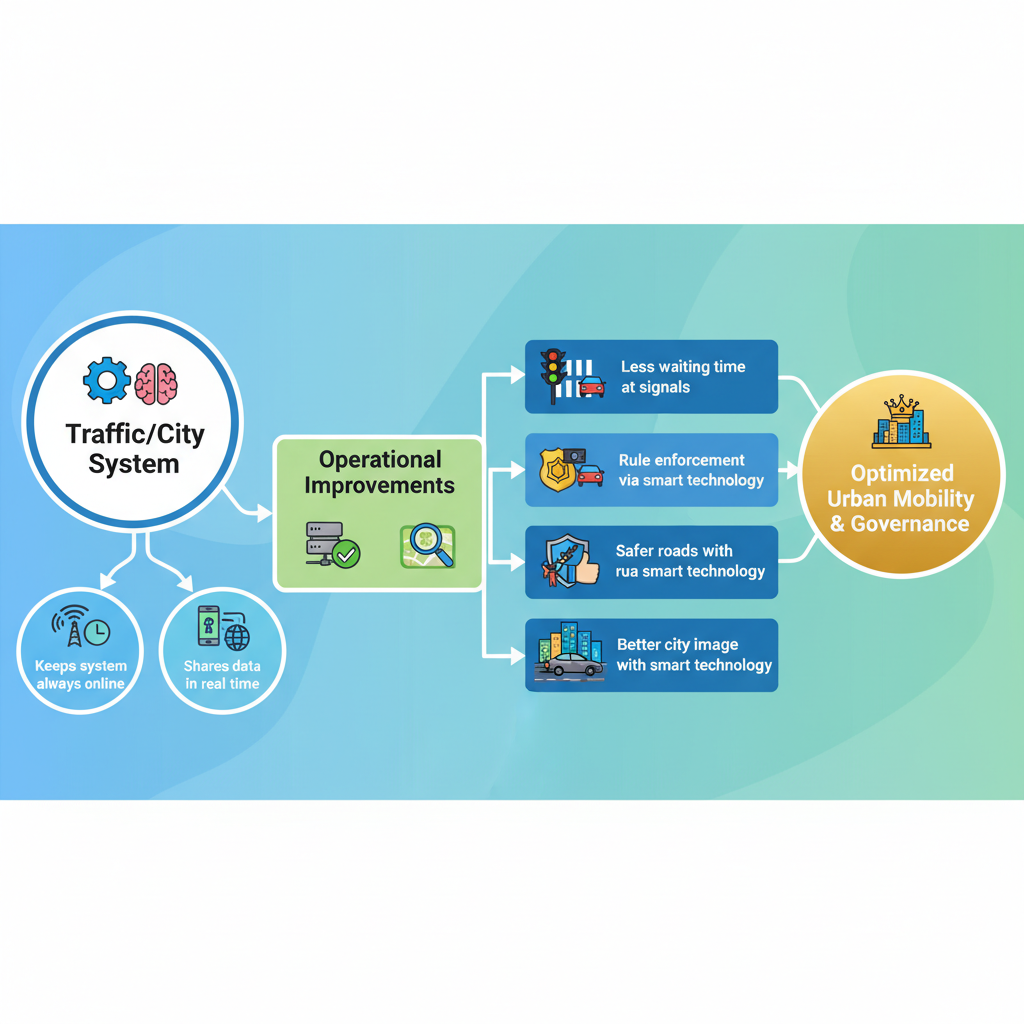 Traffic/City
System
Keeps system
always online
Shares data
in real time
Operational
Improvements
Less waiting time
at signals
Rule enforcement
via smart technology
Safer roads with
rua smart technology
Better city image
with smart technology
Optimized
Urban Mobility
& Governance